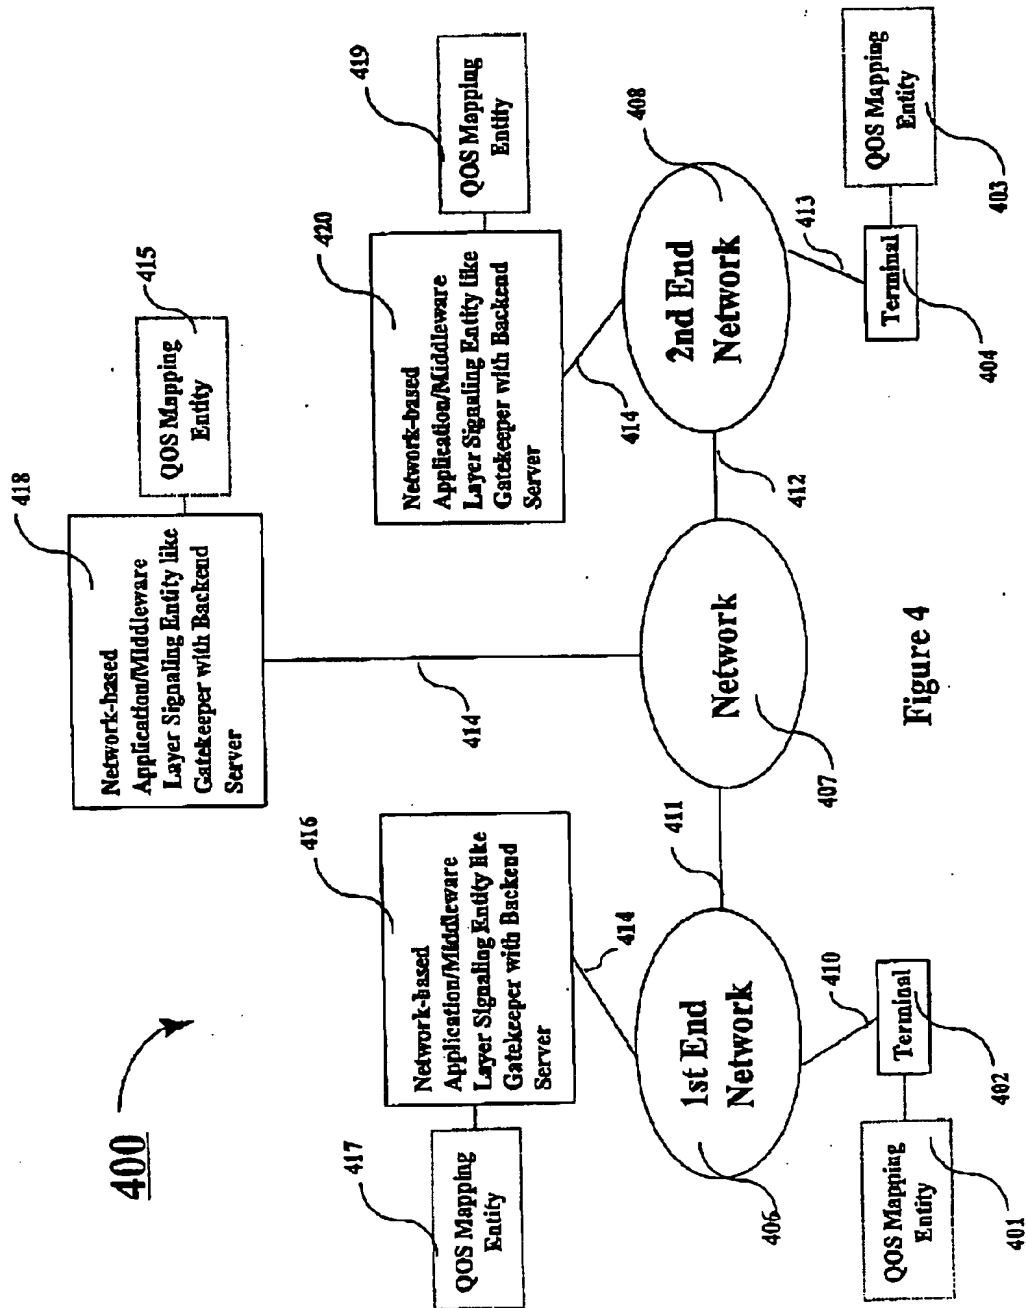 400
418
Network-based
Application/Middleware
Layer Signaling Entity like
Gatekeeper with Backend
Server
QOS Mapping
Entity
415
417
QOS Mapping
Entity
416
Network-based
Application/Middleware
Layer Signaling Entity like
Gatekeeper with Backend
Server
414
414
420
Network-based
Application/Middleware
Layer Signaling Entity like
Gatekeeper with Backend
Server
419
QOS Mapping
Entity
414
1st End
Network
406
411
Network
407
412
2nd End
Network
408
410
413
QOS Mapping
Entity
401
Terminal
402
Terminal
404
QOS Mapping
Entity
403
Figure 4